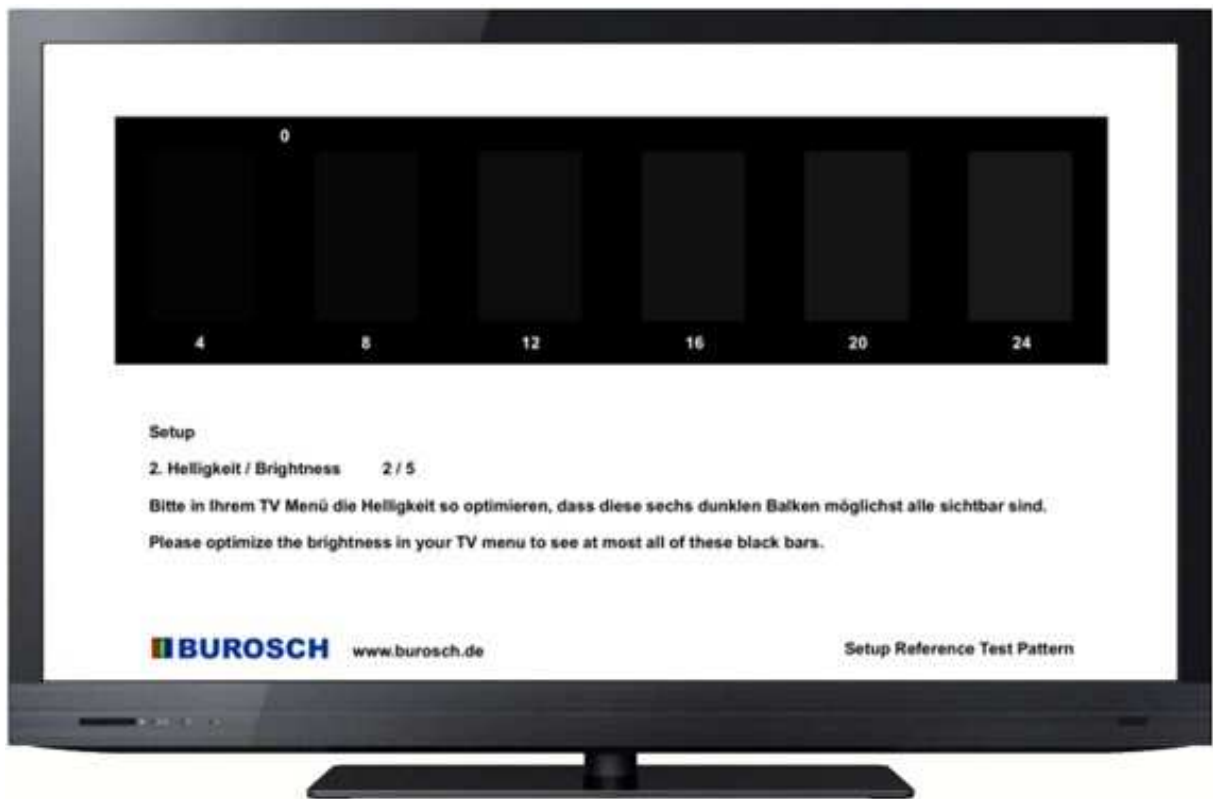 0
4 8 12 16 20 24
Setup
2. Helligkeit / Brightness 2 / 5
Bitte in Ihrem TV Menü die Helligkeit so optimieren, dass diese sechs dunklen Balken möglichst alle sichtbar sind.
Please optimize the brightness in your TV menu to see at most all of these black bars.
BUROSCH www.burosch.de Setup Reference Test Pattern